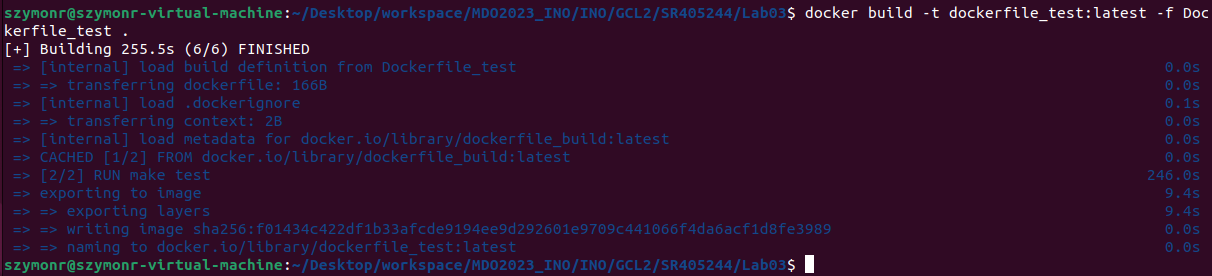 szymonr@szymonr-virtual-machine:~/Desktop/workspace/MDO2023_INO/INO/GCL2/SR405244/Lab03$ docker build -t dockerfile_test:latest -f Doc
kerfile_test .
[+] Building 255.5s (6/6) FINISHED
=> [internal] load build definition from Dockerfile_test 0.0s
=> => transferring dockerfile: 166B 0.0s
=> [internal] load .dockerignore 0.1s
=> => transferring context: 2B 0.0s
=> [internal] load metadata for docker.io/library/dockerfile_build:latest 0.0s
=> CACHED [1/2] FROM docker.io/library/dockerfile_build:latest 0.0s
=> [2/2] RUN make test 246.0s
=> exporting to image 9.4s
=> => exporting layers 9.4s
=> => writing image sha256:f01434c422df1b33afcde9194ee9d292601e9709c441066f4da6acf1d8fe3989 0.0s
=> => naming to docker.io/library/dockerfile_test:latest 0.0s
szymonr@szymonr-virtual-machine:~/Desktop/workspace/MDO2023_INO/INO/GCL2/SR405244/Lab03$